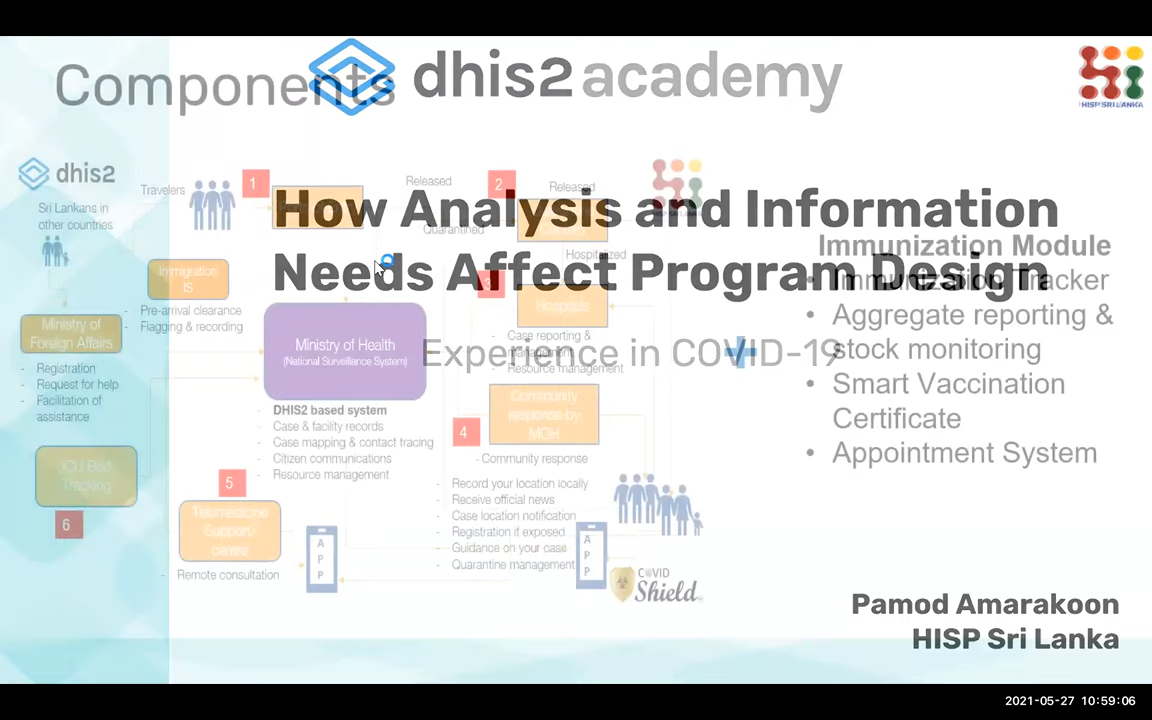 Components
dhis2 academy
HISP SRI LANKA
dhis2
Travelers
1
Released
2
Released
How Analysis and Information
Needs Affect Program Design
Sri Lankans in
other countries
Quarantined
Hospitalized
Immunization Module
Immigration
IS
3
Hospitals
• Immunization Tracker
- Pre-arrival clearance
- Flagging & recording
• Aggregate reporting &
stock monitoring
Ministry of
Foreign Affairs
Ministry of Health
(National Surveillance System)
- Case reporting &
management
- Resource management
Experience in COVID-19
- Registration
- Request for help
- Facilitation of
assistance
• Smart Vaccination
Certificate
• Appointment System
- DHIS2 based system
- Case & facility records
- Case mapping & contact tracing
- Citizen communications
- Resource management
Community
response by
MOH
4
- Community response
ICU Bed
Tracking
6
5
Telemedicine
Support
centre
- Remote consultation
APP
- Record your location locally
- Receive official news
- Case location notification
- Registration if exposed
- Guidance on your case
- Quarantine management
APP
COVID
Shield
Pamod Amarakoon
HISP Sri Lanka
2021-05-27 10:59:06